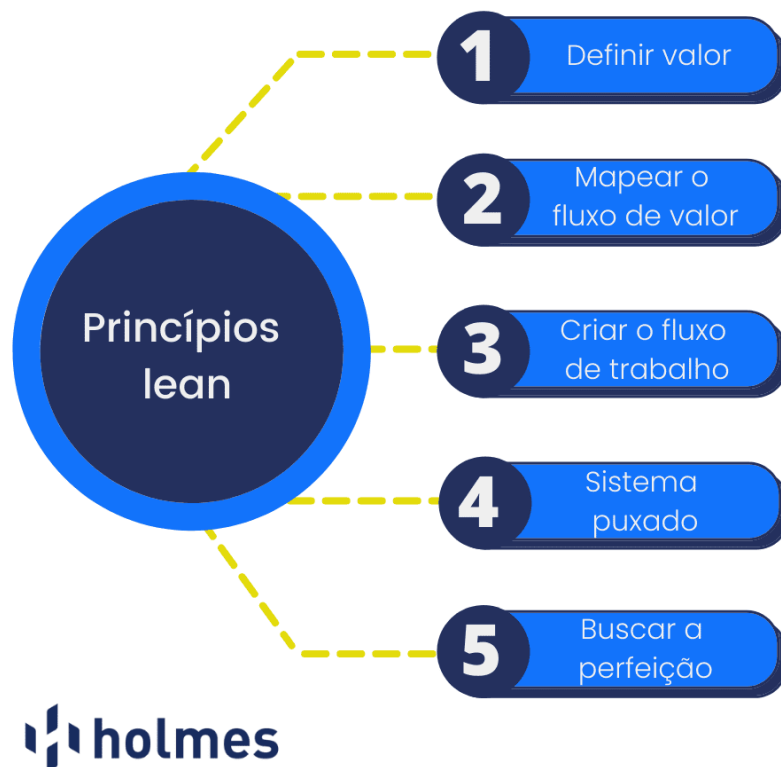 Princípios
lean
1
Definir valor
2
Mapear o
fluxo de valor
3
Criar o fluxo
de trabalho
4
Sistema
puxado
5
Buscar a
perfeição
holmes